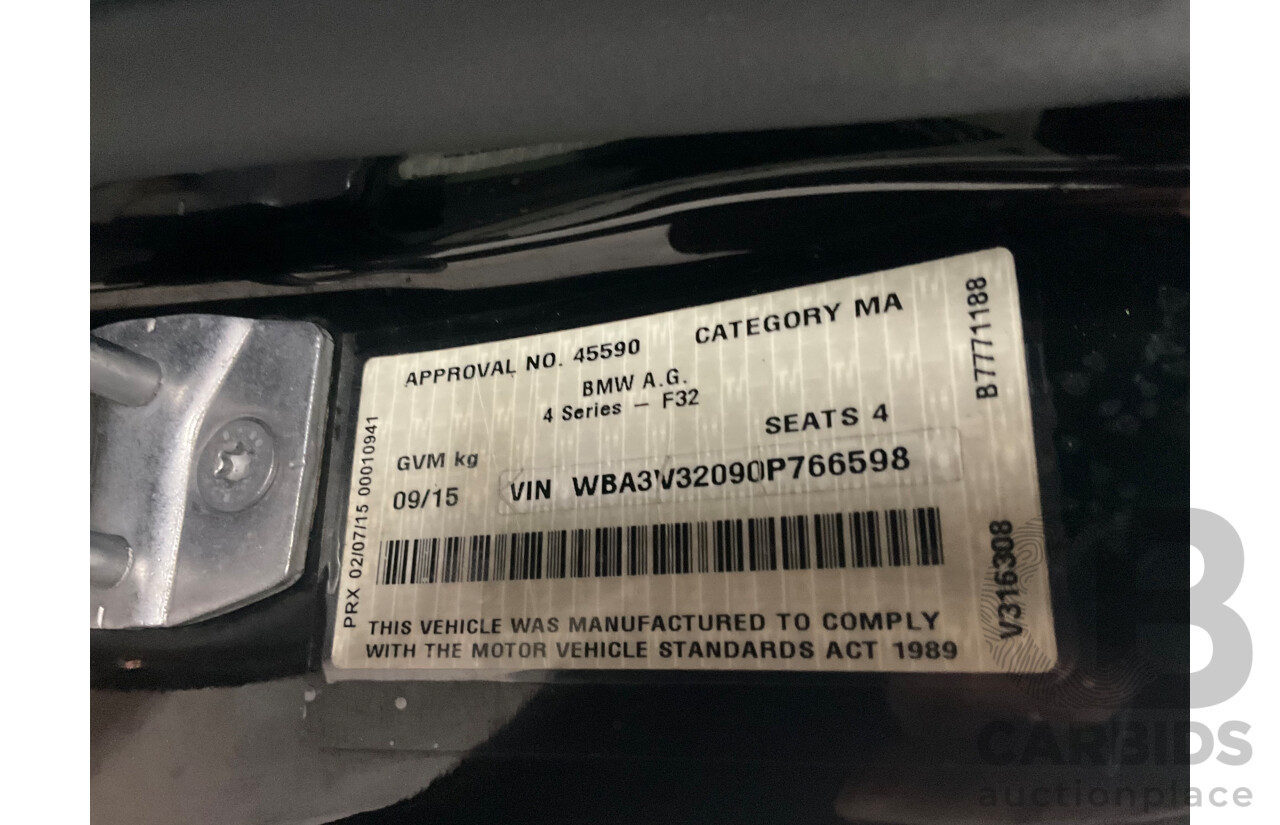 APPROVAL NO. 45590
CATEGORY MA
BMW A.G.
4 Series – F32
SEATS 4
GVM kg
09/15
VIN WBA3V32090P766598
THIS VEHICLE WAS MANUFACTURED TO COMPLY
WITH THE MOTOR VEHICLE STANDARDS ACT 1989
PRX 02/07/15 00010941
B7771188
V316308
CARBIDS
auctionplace